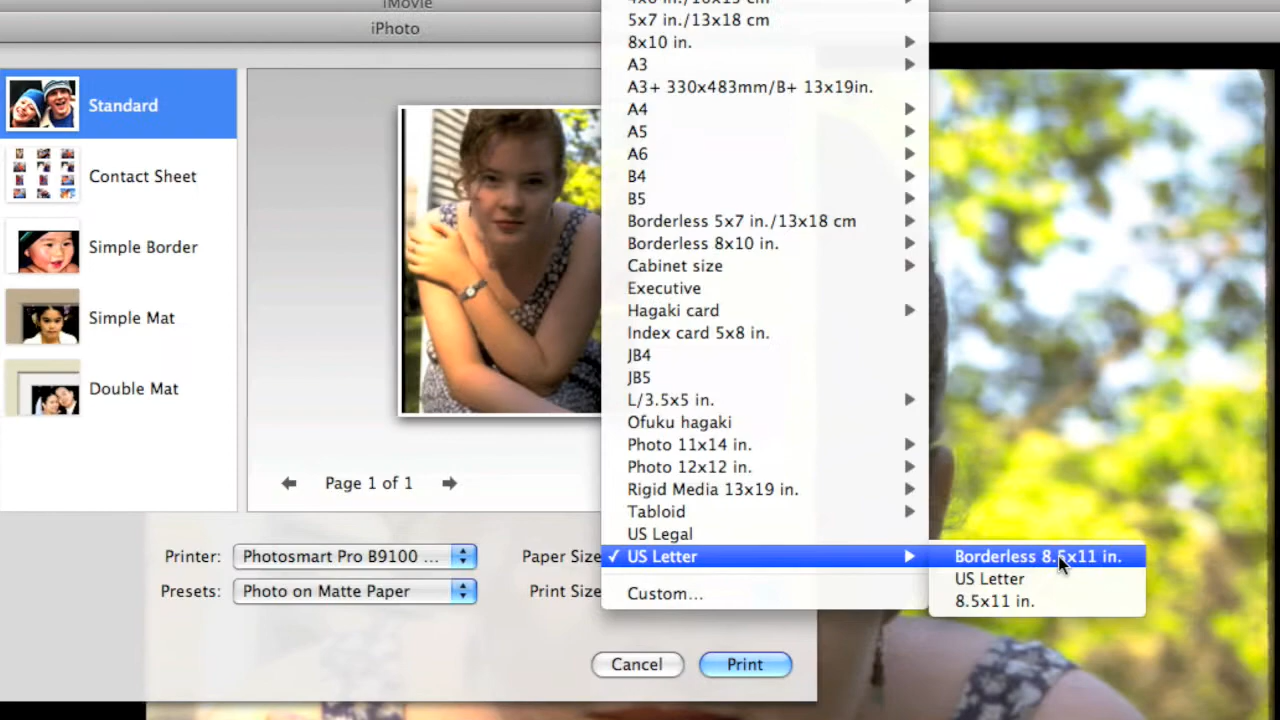 iMovie
iPhoto
Standard
Contact Sheet
Simple Border
Simple Mat
Double Mat
Page 1 of 1
Printer: Photosmart Pro B9100 ...
Presets: Photo on Matte Paper
Paper Size
Print Size
5x7 in./13x18 cm
8x10 in.
A3
A3+ 330x483mm/B+ 13x19in.
A4
A5
A6
B4
B5
Borderless 5x7 in./13x18 cm
Borderless 8x10 in.
Cabinet size
Executive
Hagaki card
Index card 5x8 in.
JB4
JB5
L/3.5x5 in.
Ofuku hagaki
Photo 11x14 in.
Photo 12x12 in.
Rigid Media 13x19 in.
Tabloid
US Legal
✓ US Letter
Custom...
Borderless 8.5x11 in.
US Letter
8.5x11 in.
Cancel
Print